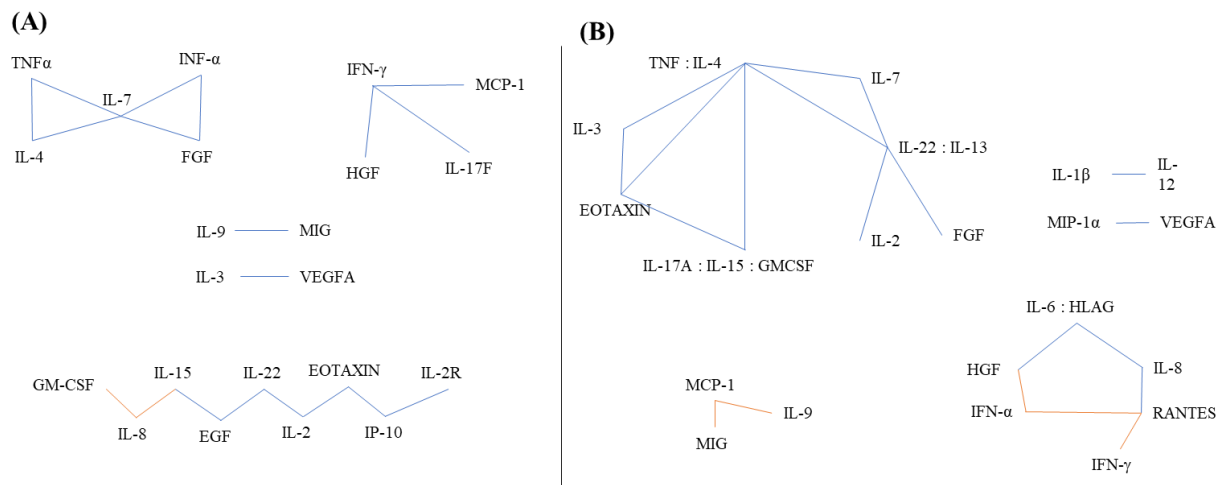 (A)
TNFα
INF-α
IL-7
IL-4
FGF
IFN-γ
MCP-1
HGF
IL-17F
IL-9
MIG
IL-3
VEGFA
GM-CSF
IL-15
IL-22
EOTAXIN
IL-2R
IL-8
EGF
IL-2
IP-10
(B)
TNF : IL-4
IL-7
IL-3
IL-22 : IL-13
EOTAXIN
IL-2
FGF
IL-17A : IL-15 : GMCSF
IL-1β
IL-
12
MIP-1α
VEGFA
MCP-1
IL-9
MIG
IL-6 : HLAG
HGF
IL-8
IFN-α
RANTES
IFN-γ